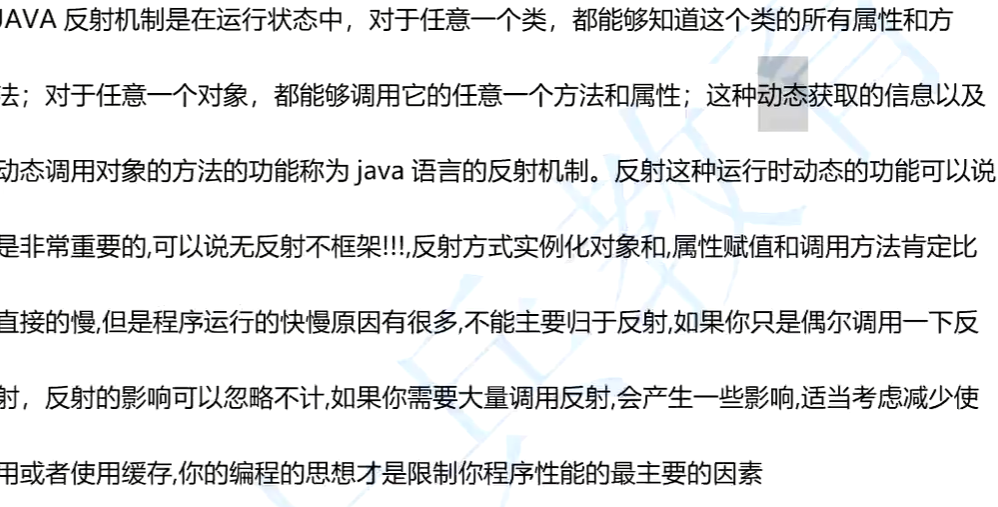 JAVA 反射机制是在运行状态中，对于任意一个类，都能够知道这个类的所有属性和方
法；对于任意一个对象，都能够调用它的任意一个方法和属性；这种动态获取的信息以及
动态调用对象的方法的功能称为 java 语言的反射机制。反射这种运行时动态的功能可以说
是非常重要的,可以说无反射不框架!!!,反射方式实例化对象和,属性赋值和调用方法肯定比
直接的慢,但是程序运行的快慢原因有很多,不能主要归于反射,如果你只是偶尔调用一下反
射，反射的影响可以忽略不计,如果你需要大量调用反射,会产生一些影响,适当考虑减少使
用或者使用缓存,你的编程的思想才是限制你程序性能的最主要的因素